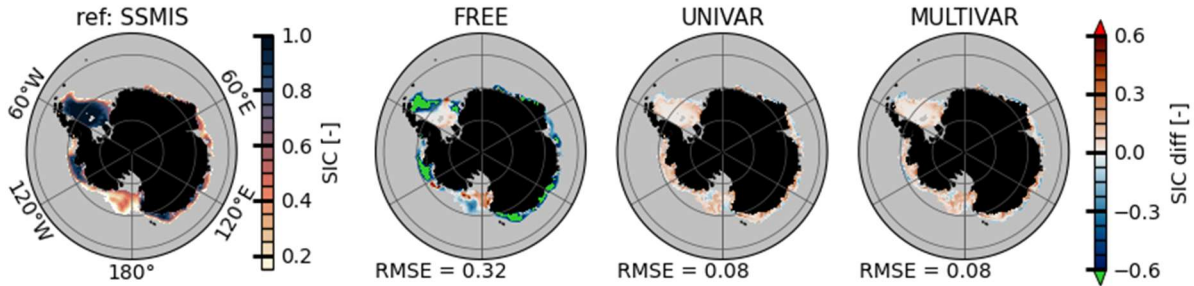 ref: SSMIS
FREE
UNIVAR
MULTIVAR
60°W
60°E
120°W
120°E
180°
1.0
0.8
0.6
0.4
0.2
SIC [-]
RMSE = 0.32
RMSE = 0.08
RMSE = 0.08
0.6
0.3
0.0
−0.3
−0.6
SIC diff [-]